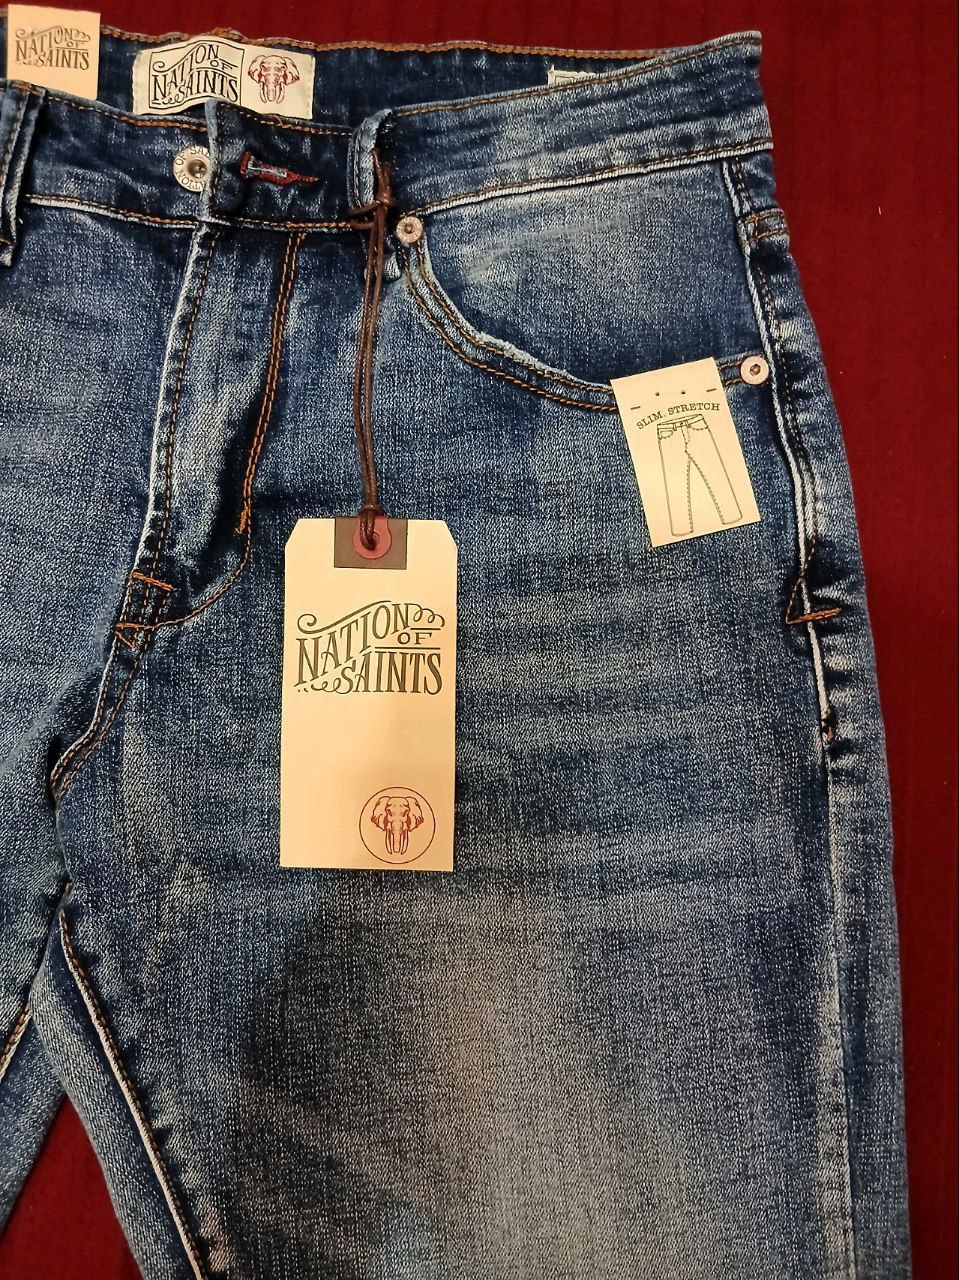 NATION
OF
SAINTS
NATION
OF
SAINTS
SLIM. STRETCH
NATION
OF
SAINTS